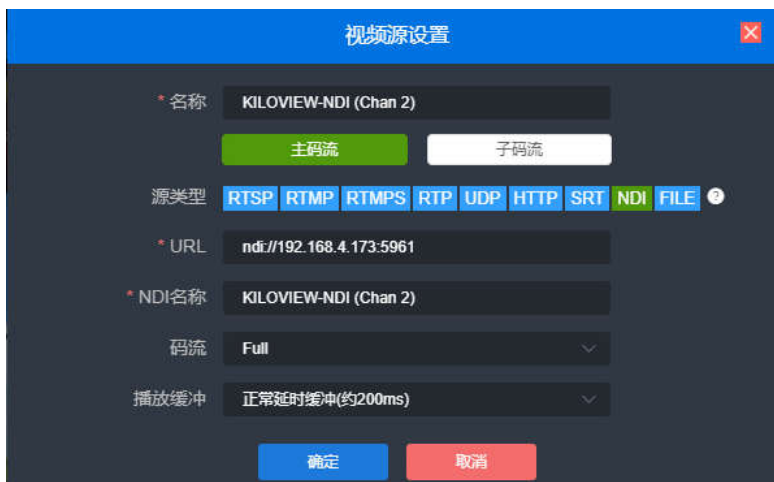 视频源设置
* 名称 KILOVIEW-NDI (Chan 2)
主码流 子码流
源类型 RTSP RTMP RTMPS RTP UDP HTTP SRT NDI FILE ?
* URL ndi://192.168.4.173:5961
* NDI名称 KILOVIEW-NDI (Chan 2)
码流 Full
播放缓冲 正常延时缓冲(约200ms)
确定 取消